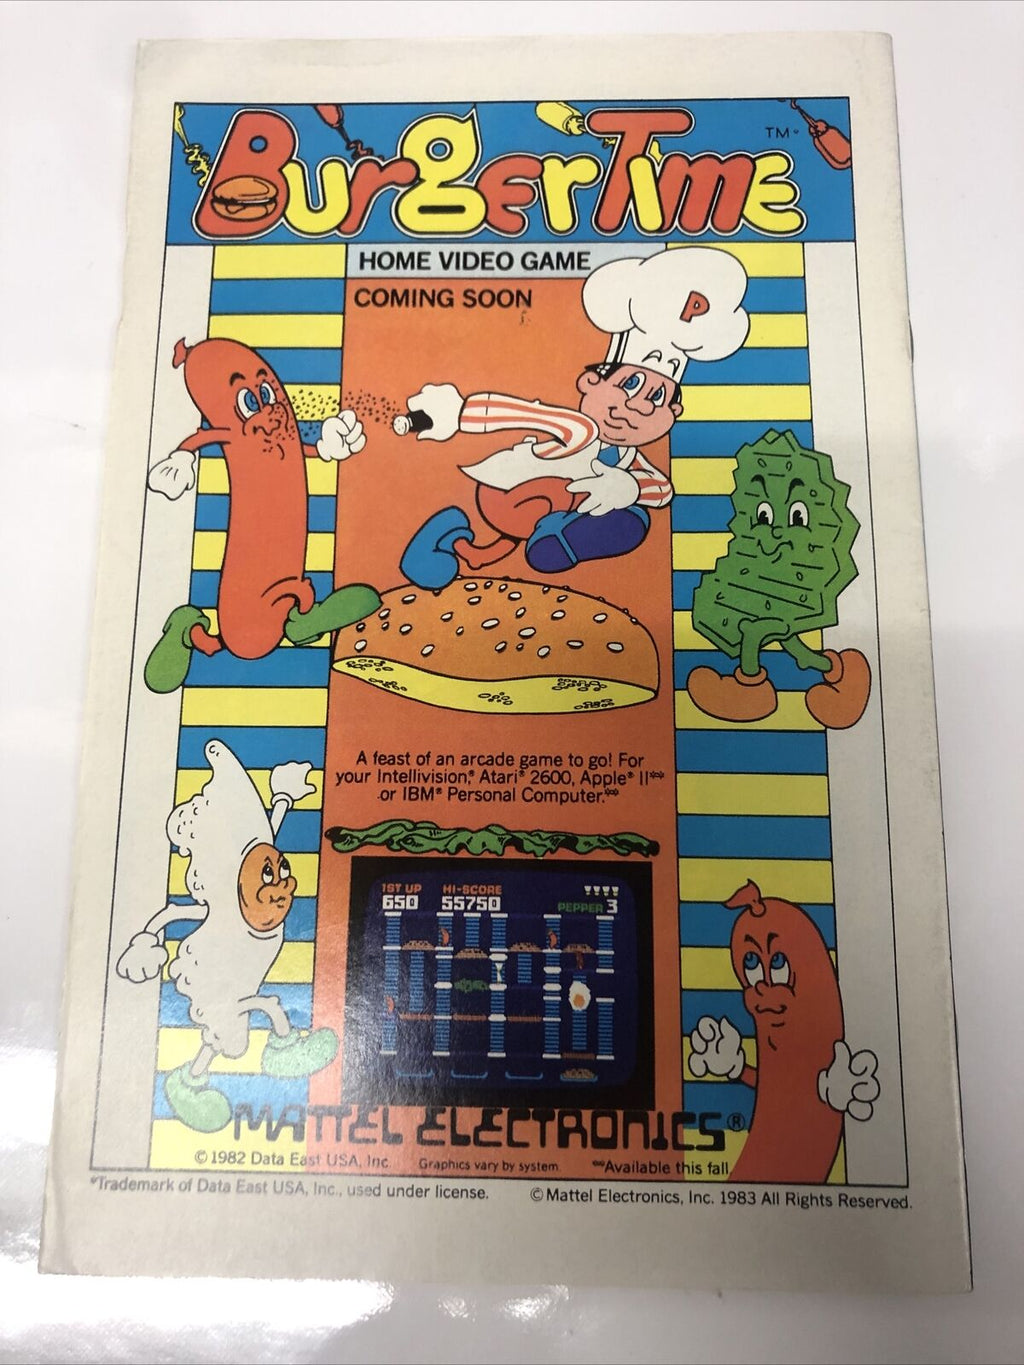 BurgerTime TM*
HOME VIDEO GAME
COMING SOON
P
A feast of an arcade game to go! For
your Intellivision,® Atari® 2600, Apple® II**
or IBM® Personal Computer.**
1ST UP HI-SCORE
650 55750 PEPPER 3
MATTEL ELECTRONICS®
©1982 Data East USA, Inc. Graphics vary by system. **Available this fall.
*Trademark of Data East USA, Inc., used under license. © Mattel Electronics, Inc. 1983 All Rights Reserved.